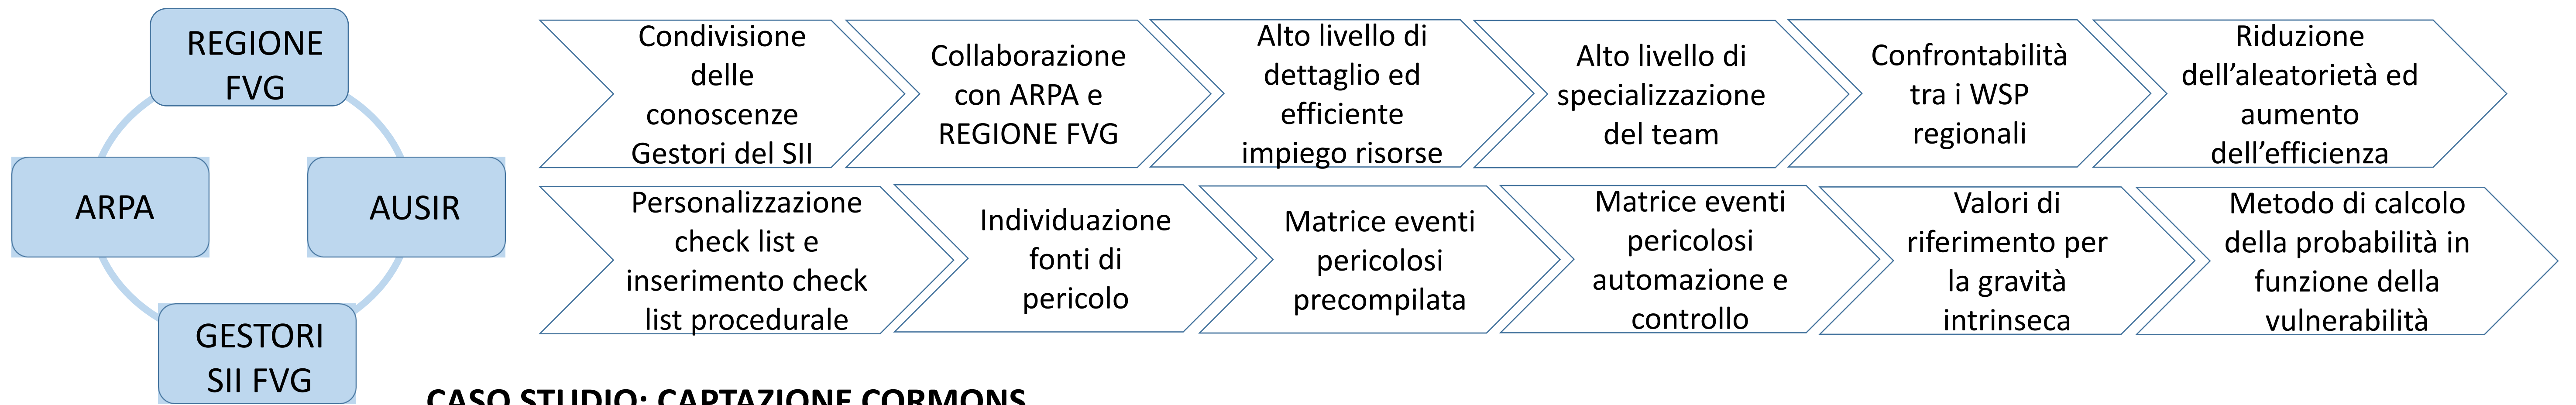 REGIONE
FVG
ARPA
AUSIR
GESTORI
SII FVG
Condivisione
delle
conoscenze
Gestori del SII
Collaborazione
con ARPA e
REGIONE FVG
Alto livello di
dettaglio ed
efficiente
impiego risorse
Alto livello di
specializzazione
del team
Confrontabilità
tra i WSP
regionali
Riduzione
dell’aleatorietà ed
aumento
dell’efficienza
Personalizzazione
check list e
inserimento check
list procedurale
Individuazione
fonti di
pericolo
Matrice eventi
pericolosi
precompilata
Matrice eventi
pericolosi
automazione e
controllo
Valori di
riferimento per
la gravità
intrinseca
Metodo di calcolo
della probabilità in
funzione della
vulnerabilità
CASO STUDIO: CAPTAZIONE CORMONS